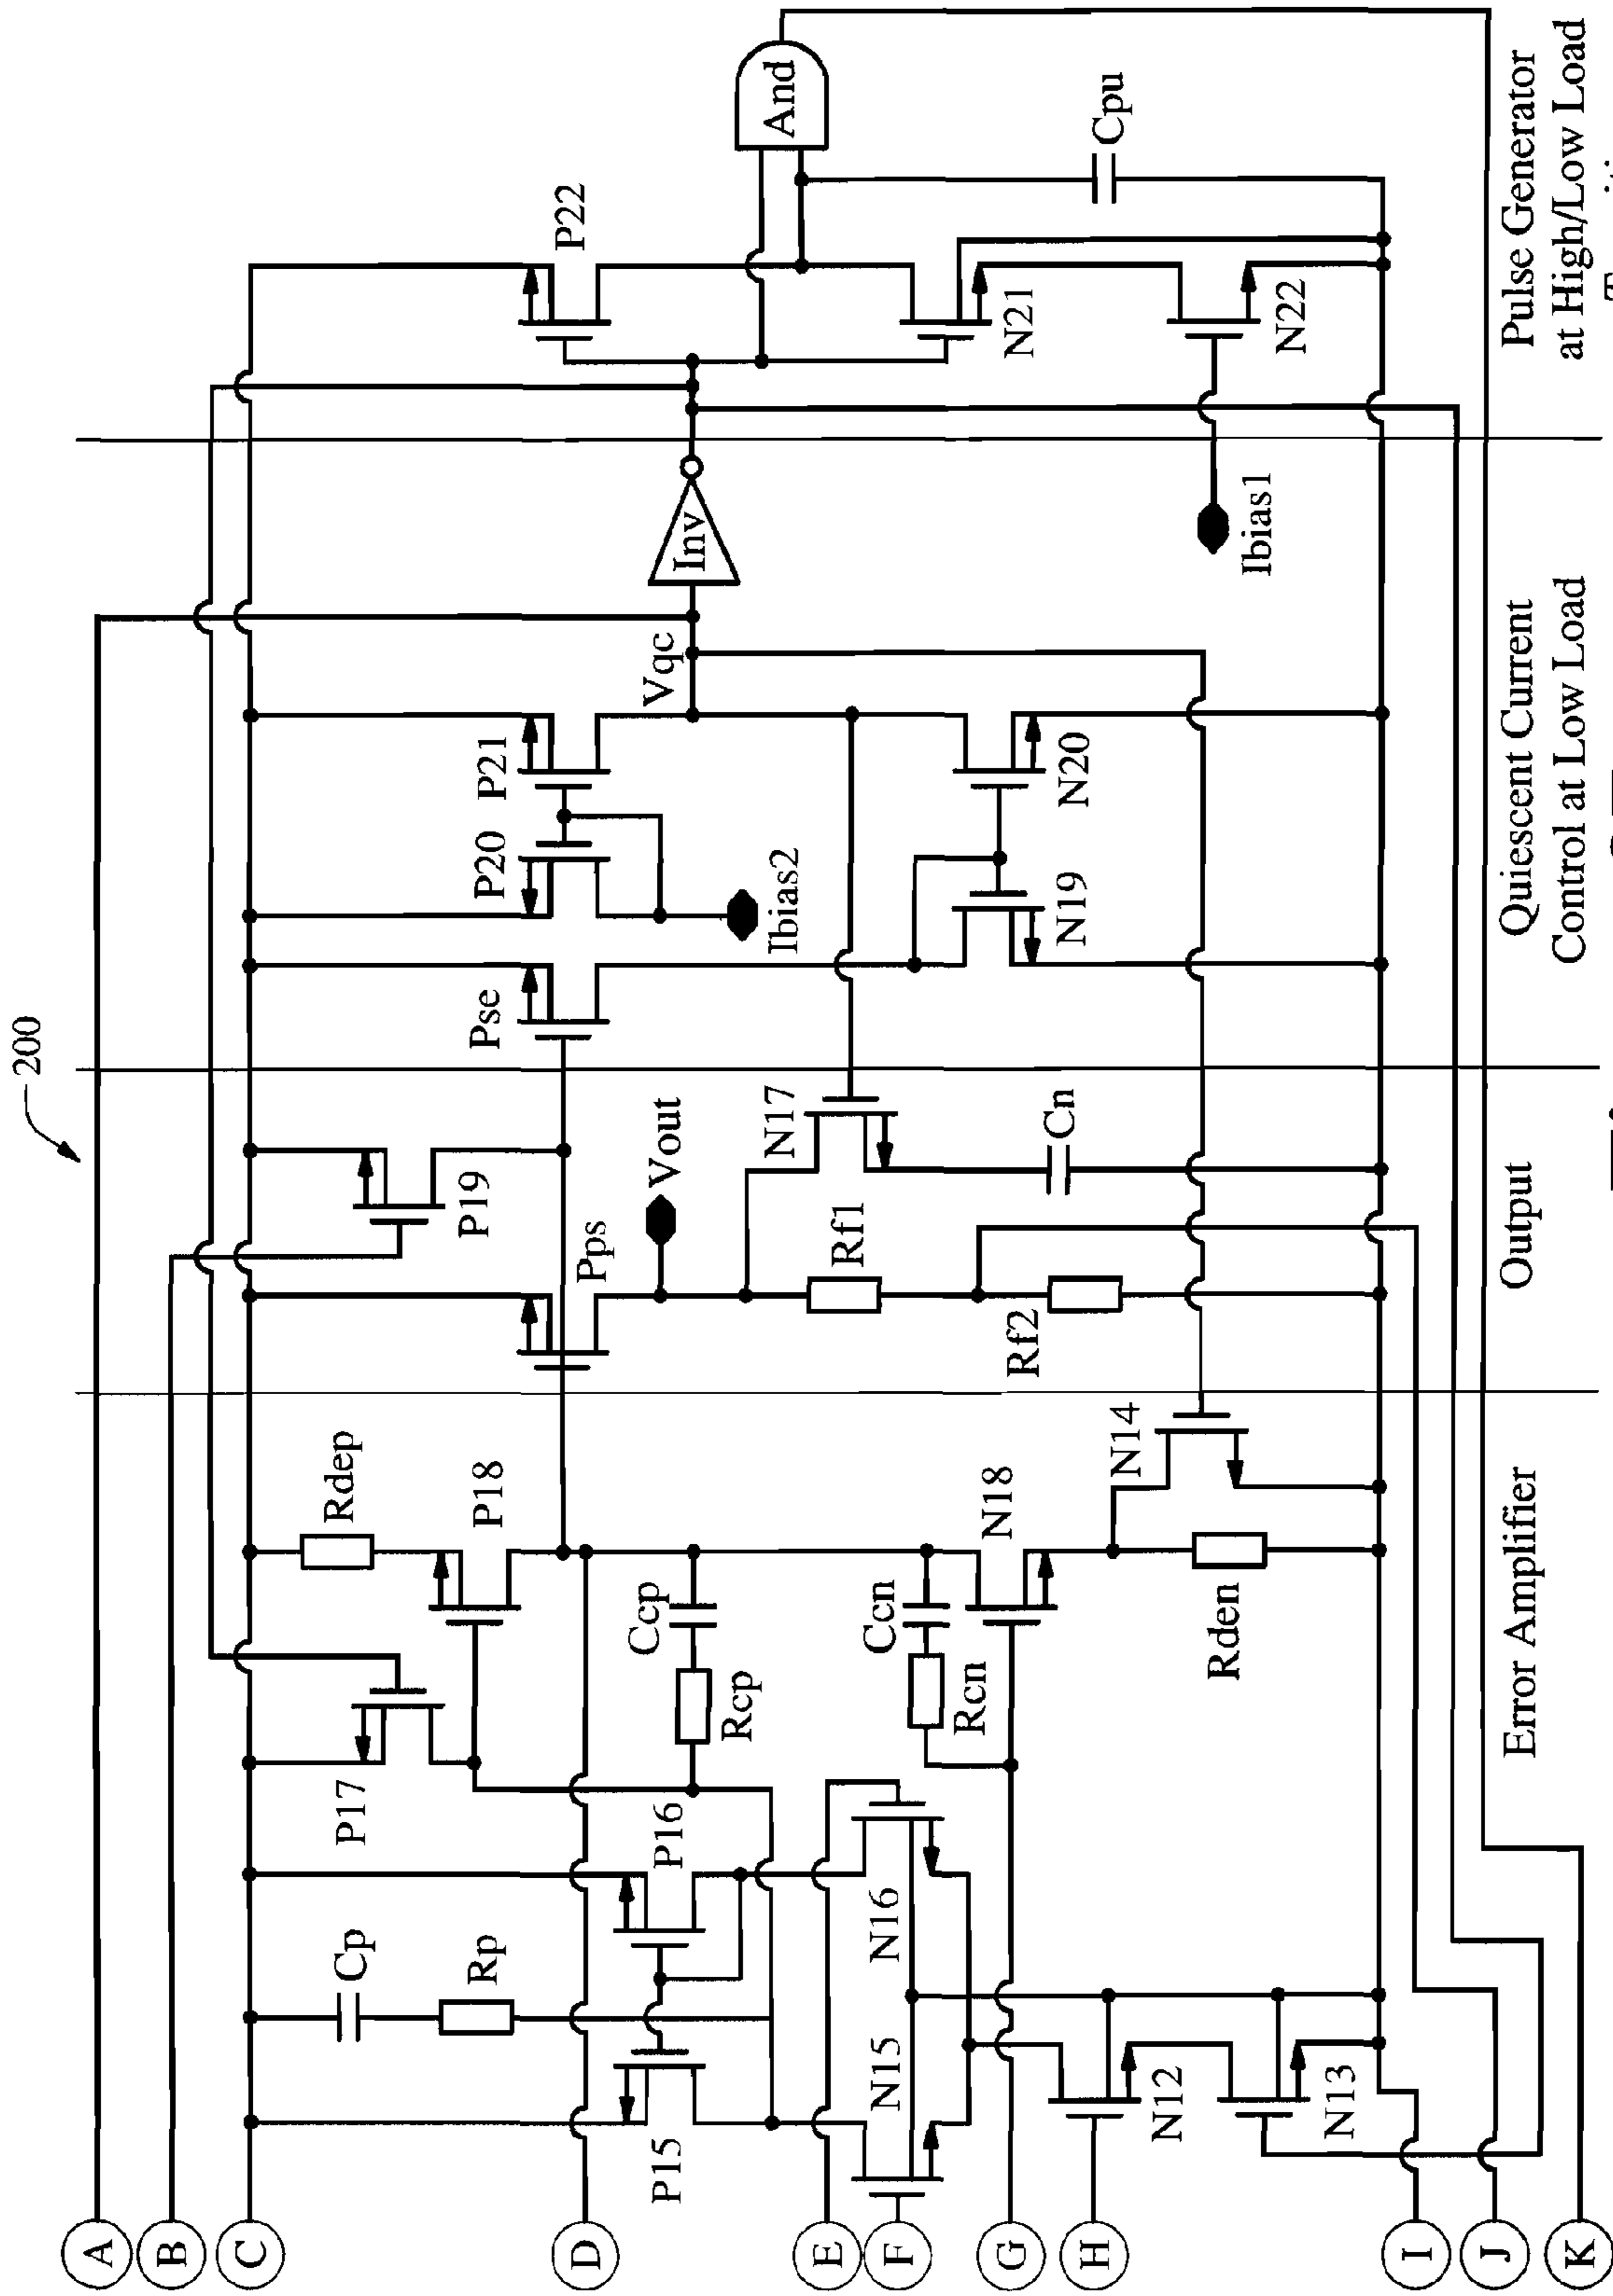 200
A
B
C
D
E
F
G
H
I
J
K
P15
Cp
Rp
P16
P17
N15
N16
N12
N13
Rcp
Ccp
Rcn
Ccn
Rdep
P18
N18
Rden
N14
Error Amplifier
P19
Pps
Vout
Rf1
Rf2
N17
Cn
Output
Pse
P20
P21
Ibias2
Vqc
N19
N20
Inv
Ibias1
Quiescent Current
Control at Low Load
P22
N21
N22
And
Cpu
Pulse Generator
at High/Low Load